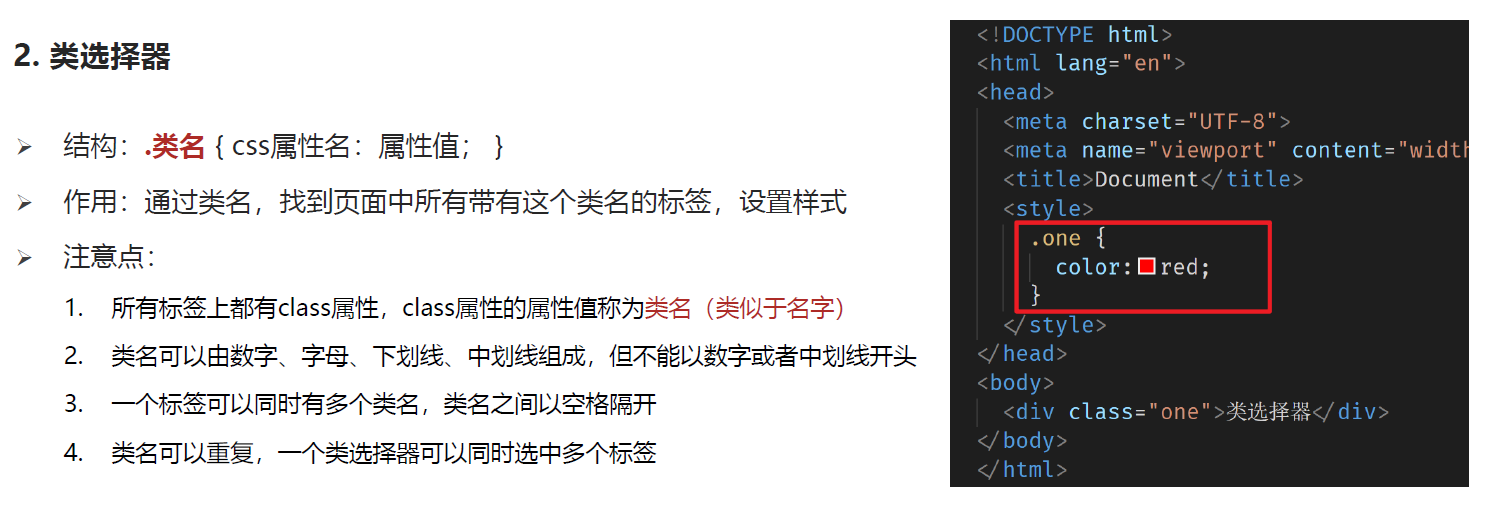 2. 类选择器
➢ 结构：.类名 { css属性名：属性值； }
➢ 作用：通过类名，找到页面中所有带有这个类名的标签，设置样式
➢ 注意点：
1. 所有标签上都有class属性，class属性的属性值称为类名（类似于名字）
2. 类名可以由数字、字母、下划线、中划线组成，但不能以数字或者中划线开头
3. 一个标签可以同时有多个类名，类名之间以空格隔开
4. 类名可以重复，一个类选择器可以同时选中多个标签
<!DOCTYPE html>
<html lang="en">
<head>
<meta charset="UTF-8">
<meta name="viewport" content="width
<title>Document</title>
<style>
.one {
color: red;
}
</style>
</head>
<body>
<div class="one">类选择器</div>
</body>
</html>